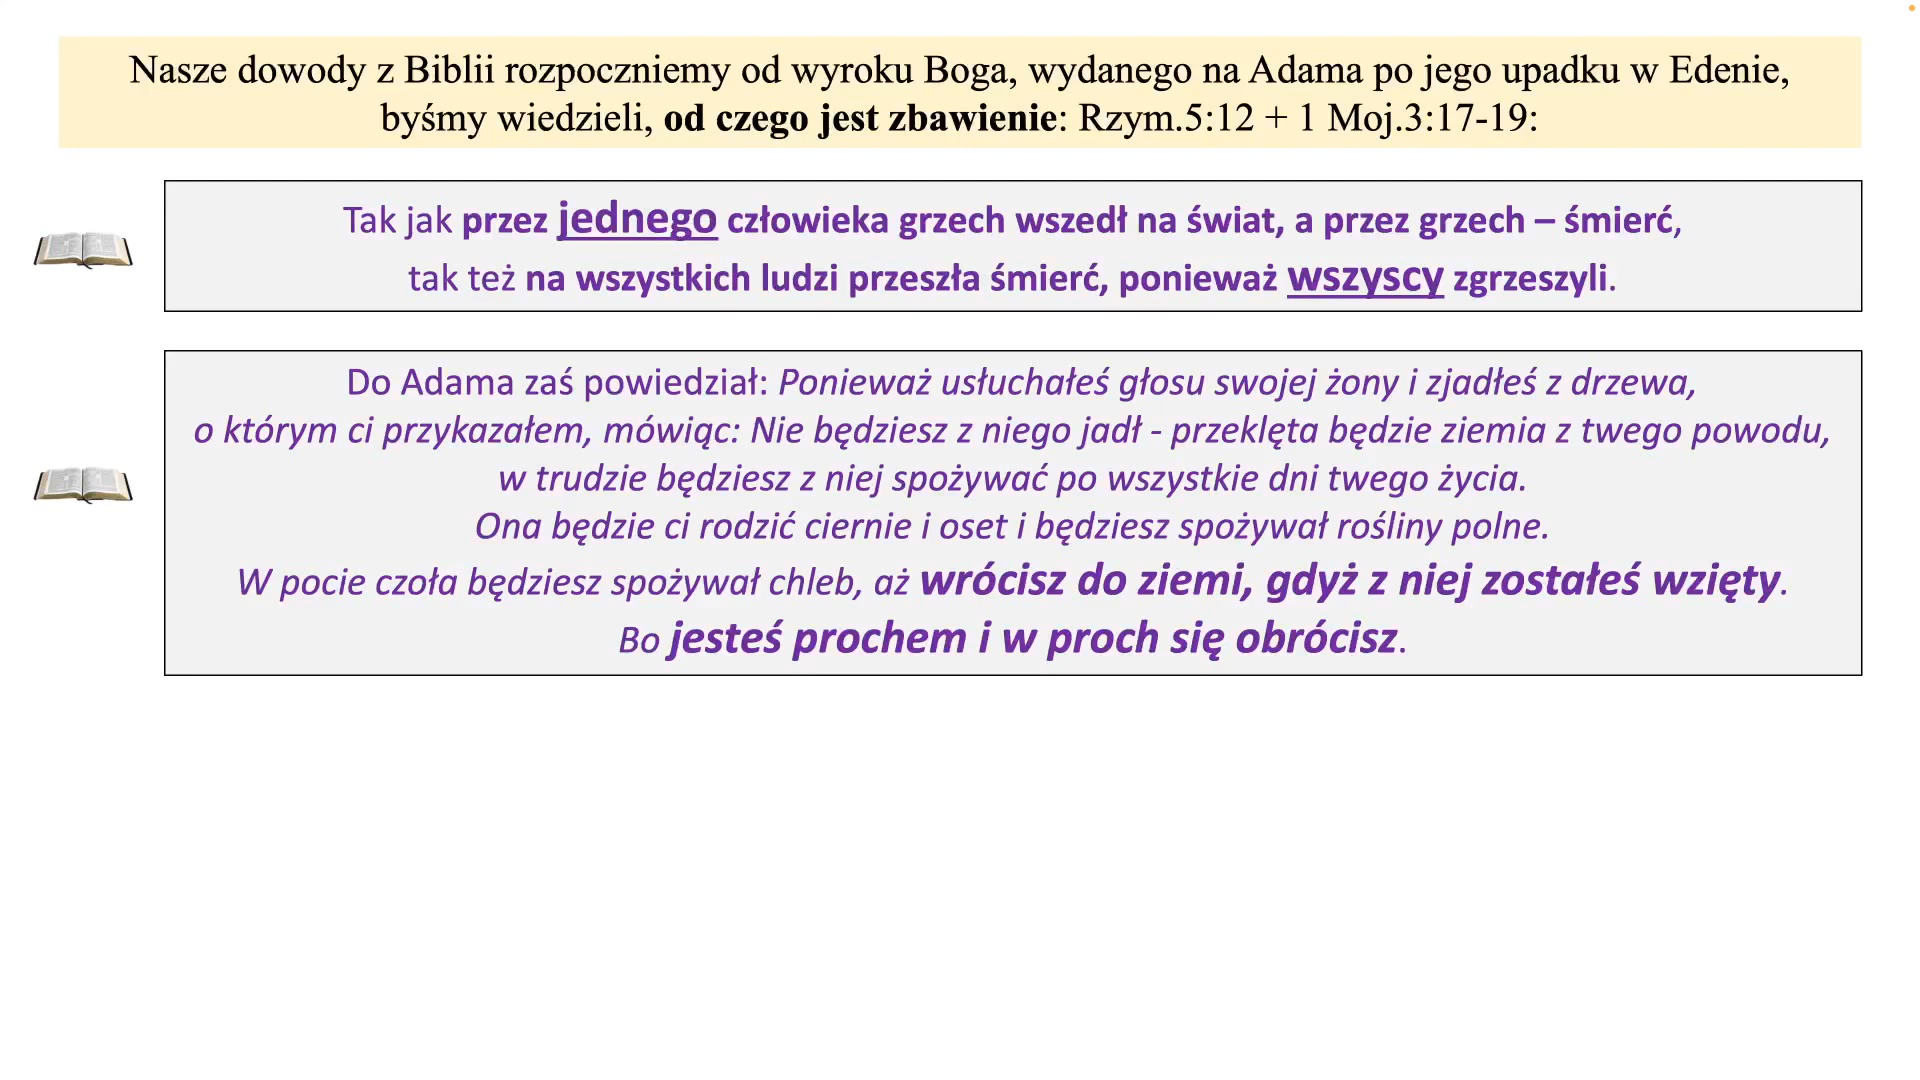 Nasze dowody z Biblii rozpoczniemy od wyroku Boga, wydanego na Adama po jego upadku w Edenie,
byśmy wiedzieli, od czego jest zbawienie: Rzym.5:12 + 1 Moj.3:17-19:
Tak jak przez jednego człowieka grzech wszedł na świat, a przez grzech – śmierć,
tak też na wszystkich ludzi przeszła śmierć, ponieważ wszyscy zgrzeszyli.
Do Adama zaś powiedział: Ponieważ usłuchałeś głosu swojej żony i zjadłeś z drzewa,
o którym ci przykazałem, mówiąc: Nie będziesz z niego jadł - przeklęta będzie ziemia z twego powodu,
w trudzie będziesz z niej spożywać po wszystkie dni twego życia.
Ona będzie ci rodzić ciernie i oset i będziesz spożywał rośliny polne.
W pocie czoła będziesz spożywał chleb, aż wrócisz do ziemi, gdyż z niej zostałeś wzięty.
Bo jesteś prochem i w proch się obrócisz.